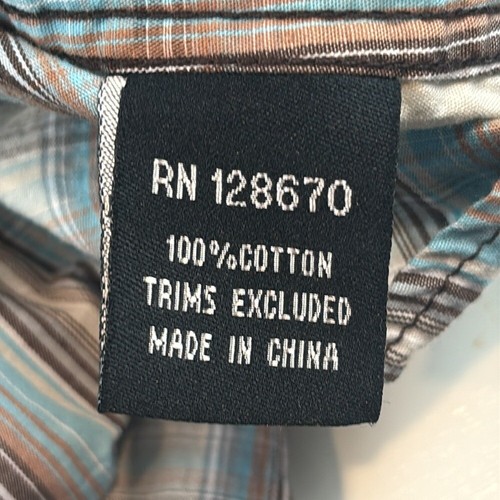 RN 128670
100%COTTON
TRIMS EXCLUDED
MADE IN CHINA